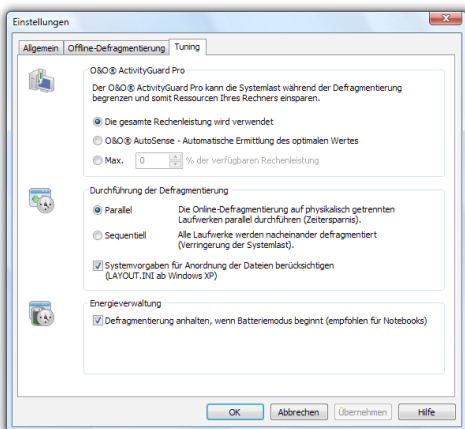 Einstellungen
Allgemein Offline-Defragmentierung Tuning
O&O® ActivityGuard Pro
Der O&O® ActivityGuard Pro kann die Systemlast während der Defragmentierung
begrenzen und somit Ressourcen Ihres Rechners einsparen.
Die gesamte Rechenleistung wird verwendet
O&O® AutoSense - Automatische Ermittlung des optimalen Wertes
Max. 0 % der verfügbaren Rechenleistung
Durchführung der Defragmentierung
Parallel Die Online-Defragmentierung auf physikalisch getrennten
Laufwerken parallel durchführen (Zeitersparnis).
Sequentiell Alle Laufwerke werden nacheinander defragmentiert
(Verringerung der Systemlast).
Systemvorgaben für Anordnung der Dateien berücksichtigen
(LAYOUT.INI ab Windows XP)
Energieverwaltung
Defragmentierung anhalten, wenn Batteriemodus beginnt (empfohlen für Notebooks)
OK Abbrechen Übernehmen Hilfe